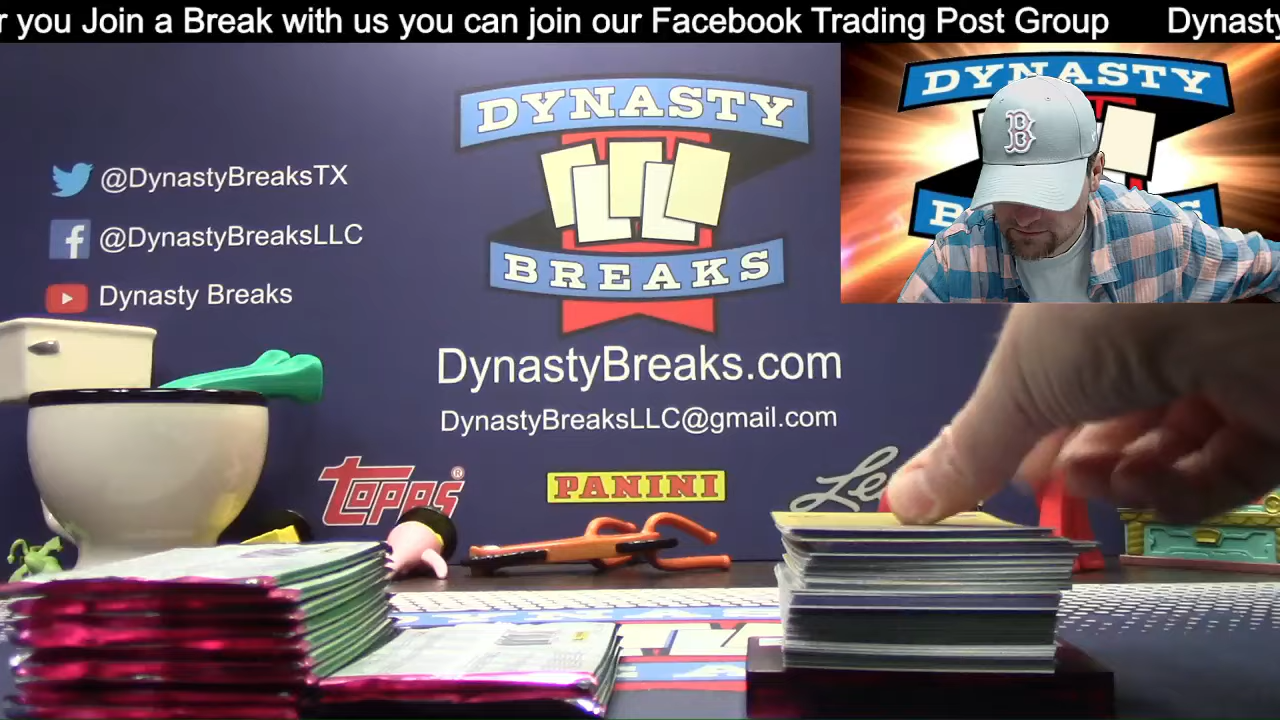 r you Join a Break with us you can join our Facebook Trading Post Group Dynasty
@DynastyBreaksTX
@DynastyBreaksLLC
Dynasty Breaks
DYNASTY
BREAKS
DynastyBreaks.com
DynastyBreaksLLC@gmail.com
TOPPS
PANINI
DYNASTY
B